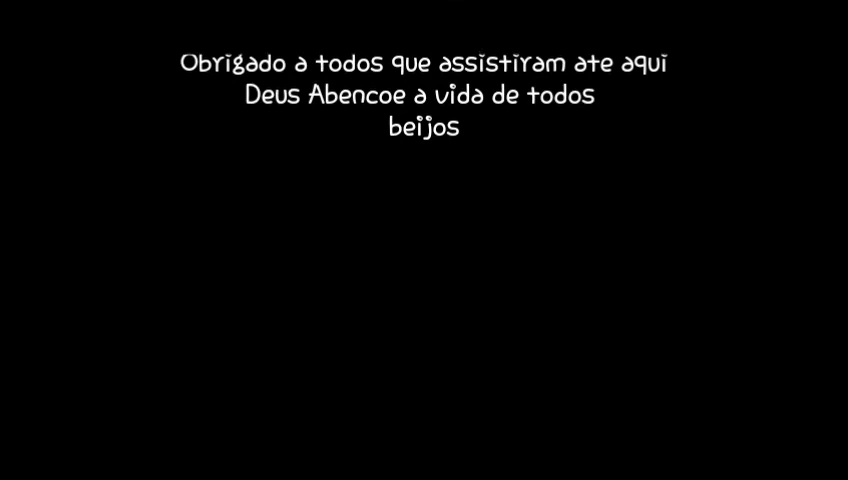 Obrigado a todos que assistiram ate aqui
Deus Abencoe a vida de todos
beijos